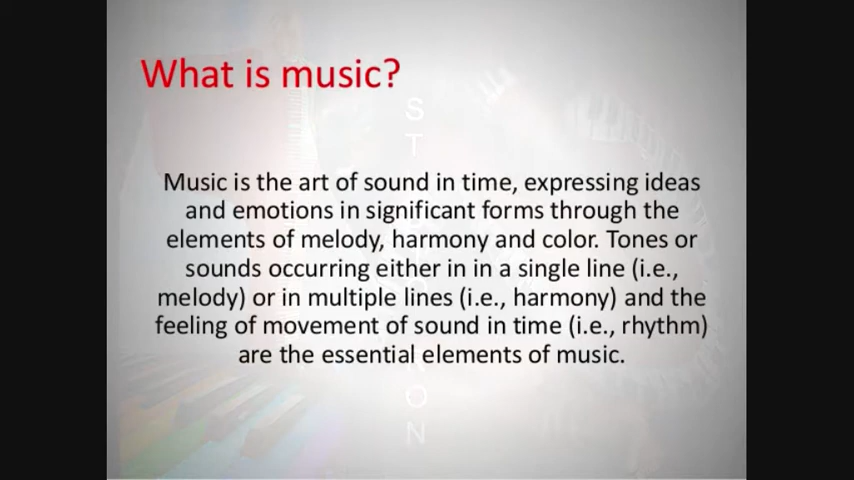 What is music?
S
T
Music is the art of sound in time, expressing ideas
and emotions in significant forms through the
elements of melody, harmony and color. Tones or
sounds occurring either in in a single line (i.e.,
melody) or in multiple lines (i.e., harmony) and the
feeling of movement of sound in time (i.e., rhythm)
are the essential elements of music.
O
N